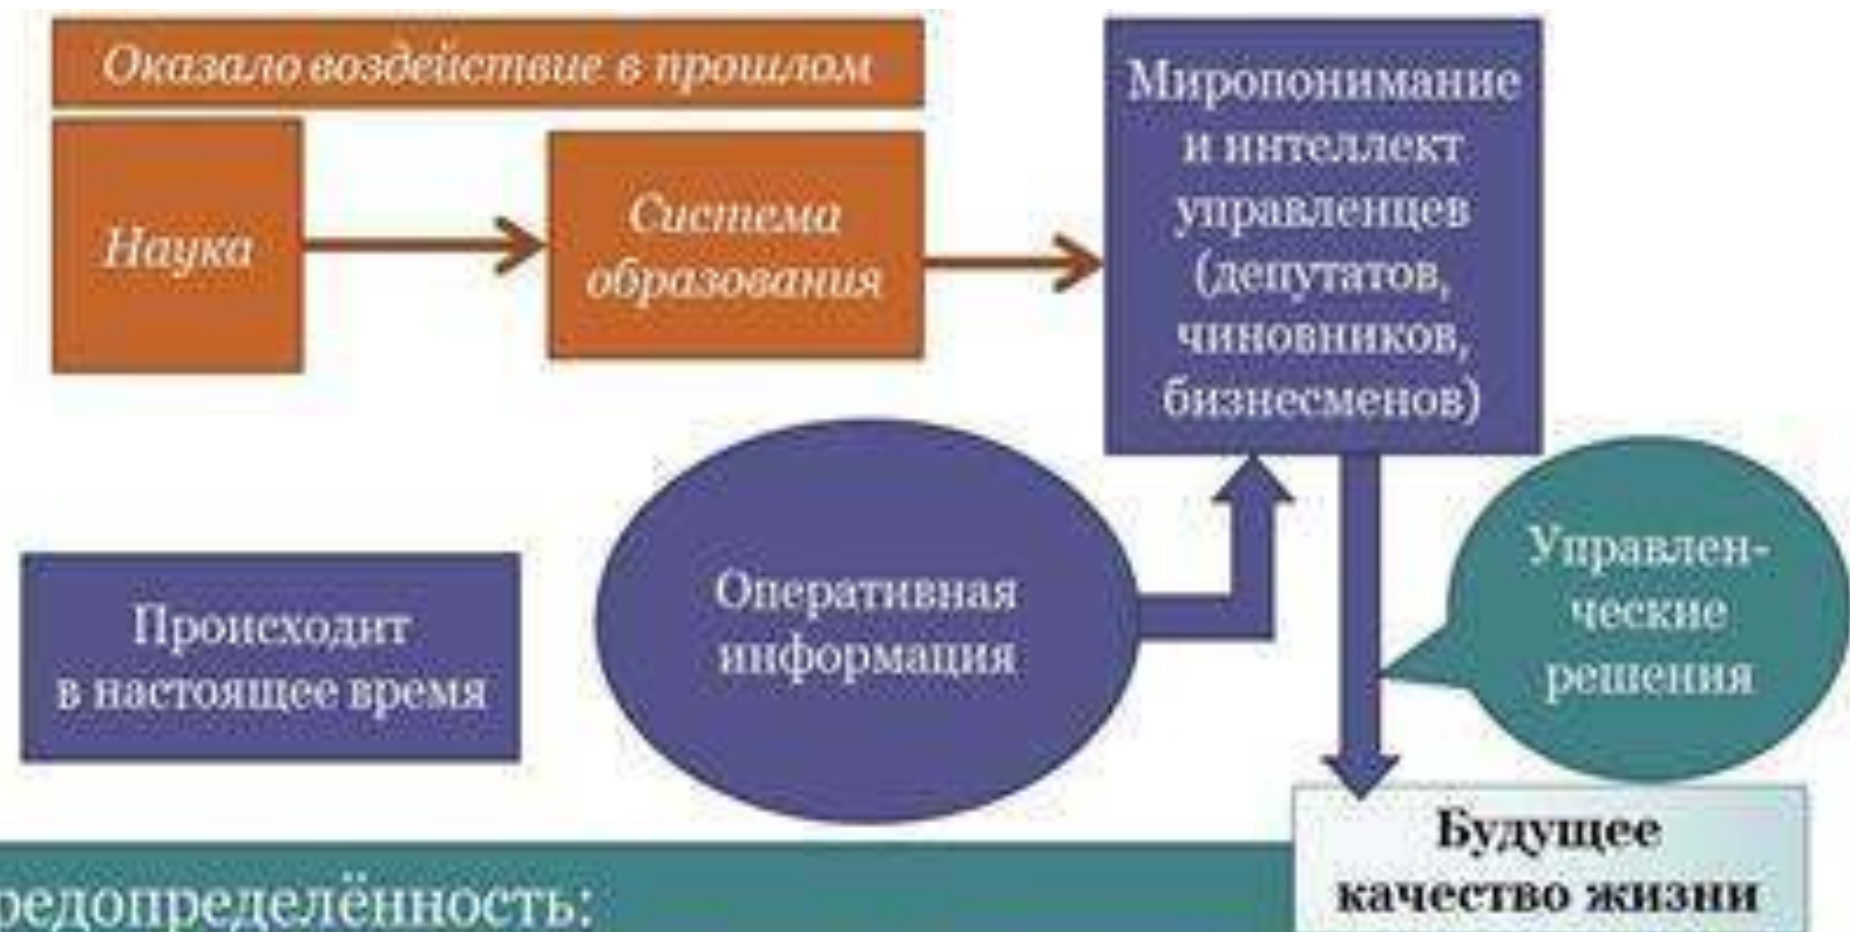 Оказало воздействие в прошлом
Наука
Система
образования
Миропонимание
и интеллект
управленцев
(депутатов,
чиновников,
бизнесменов)
Происходит
в настоящее время
Оперативная
информация
Управлен-
ческие
решения
Будущее
качество жизни
редопределённость: